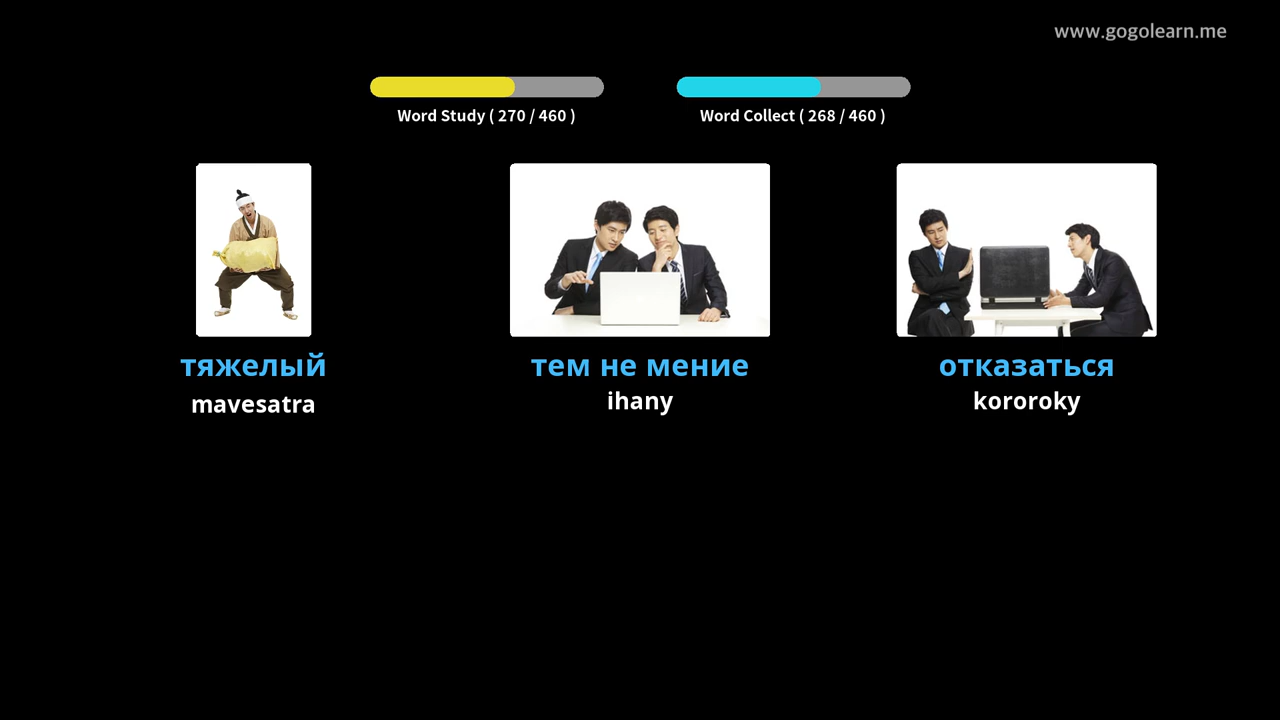 www.gogolearn.me
Word Study ( 270 / 460 )
Word Collect ( 268 / 460 )
тяжелый
mavesatra
тем не мение
ihany
отказаться
kororoky